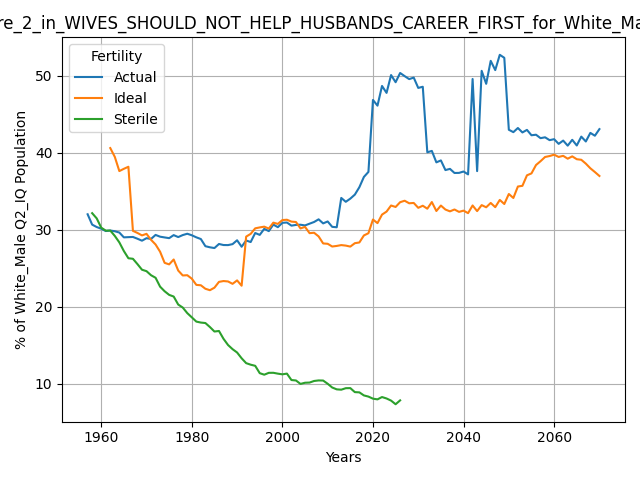 re_2_in_WIVES_SHOULD_NOT_HELP_HUSBANDS_CAREER_FIRST_for_White_Ma
Fertility
Actual
Ideal
Sterile
% of White_Male Q2_IQ Population
50
40
30
20
10
1960
1980
2000
2020
2040
2060
Years